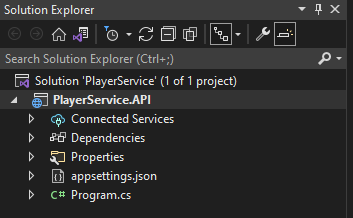 Solution Explorer
Search Solution Explorer (Ctrl+;)
Solution 'PlayerService' (1 of 1 project)
PlayerService.API
Connected Services
Dependencies
Properties
appsettings.json
C# Program.cs